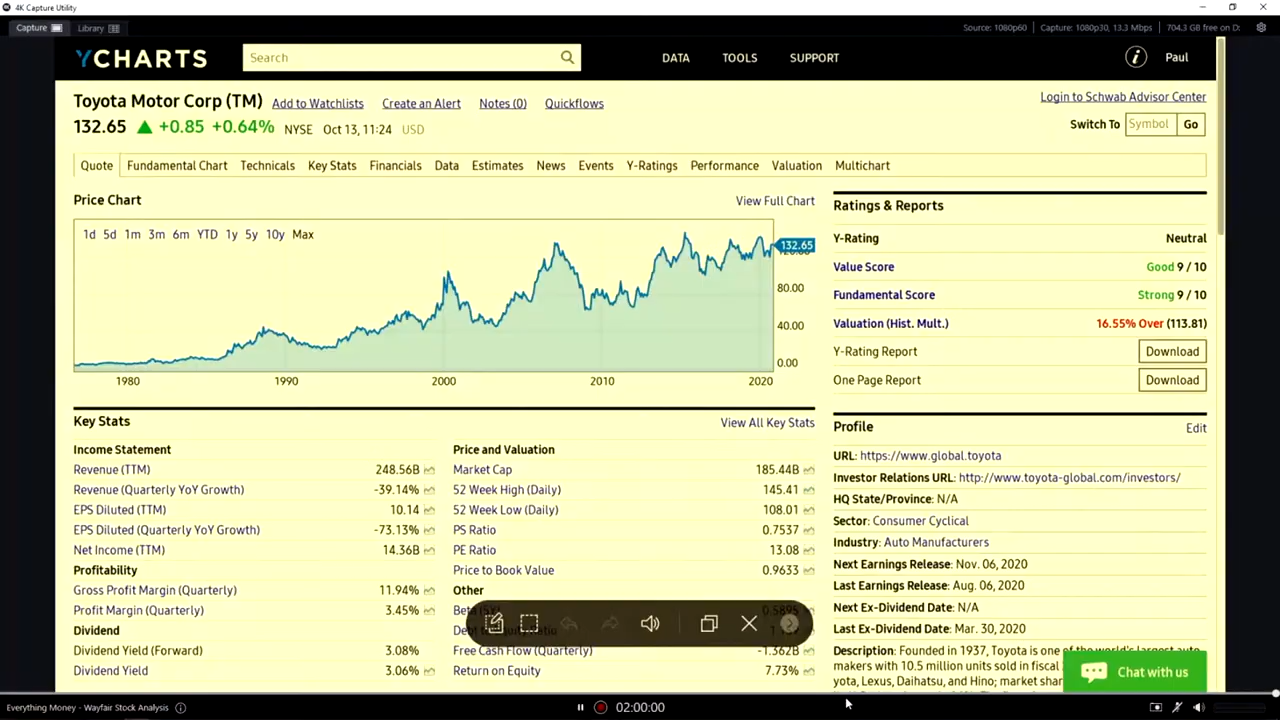 4K Capture Utility
Capture Library Source: 1080p60 Capture: 1080p30, 13.3 Mbps 704.3 GB free on D:
YCHARTS Search DATA TOOLS SUPPORT Paul
Toyota Motor Corp (TM) Add to Watchlists Create an Alert Notes (0) Quickflows
132.65 +0.85 +0.64% NYSE Oct 13, 11:24 USD
Login to Schwab Advisor Center
Switch To Symbol Go
Quote Fundamental Chart Technicals Key Stats Financials Data Estimates News Events Y-Ratings Performance Valuation Multichart
Price Chart View Full Chart
1d 5d 1m 3m 6m YTD 1y 5y 10y Max
132.65
80.00
40.00
0.00
1980 1990 2000 2010 2020
Key Stats View All Key Stats
Income Statement
Revenue (TTM) 248.56B
Revenue (Quarterly YoY Growth) -39.14%
EPS Diluted (TTM) 10.14
EPS Diluted (Quarterly YoY Growth) -73.13%
Net Income (TTM) 14.36B
Profitability
Gross Profit Margin (Quarterly) 11.94%
Profit Margin (Quarterly) 3.45%
Dividend
Dividend Yield (Forward) 3.08%
Dividend Yield 3.06%
Price and Valuation
Market Cap 185.44B
52 Week High (Daily) 145.41
52 Week Low (Daily) 108.01
PS Ratio 0.7537
PE Ratio 13.08
Price to Book Value 0.9633
Other
Beta (5Y) 0.5895
Debt to Equity Ratio
Free Cash Flow (Quarterly) -1.362B
Return on Equity 7.73%
Ratings & Reports
Y-Rating Neutral
Value Score Good 9 / 10
Fundamental Score Strong 9 / 10
Valuation (Hist. Mult.) 16.55% Over (113.81)
Y-Rating Report Download
One Page Report Download
Profile Edit
URL: https://www.global.toyota
Investor Relations URL: http://www.toyota-global.com/investors/
HQ State/Province: N/A
Sector: Consumer Cyclical
Industry: Auto Manufacturers
Next Earnings Release: Nov. 06, 2020
Last Earnings Release: Aug. 06, 2020
Next Ex-Dividend Date: N/A
Last Ex-Dividend Date: Mar. 30, 2020
Description: Founded in 1937, Toyota is one of the world's largest auto
makers with 10.5 million units sold in fiscal
yota, Lexus, Daihatsu, and Hino; market shar
Chat with us
Everything Money - Wayfair Stock Analysis 02:00:00